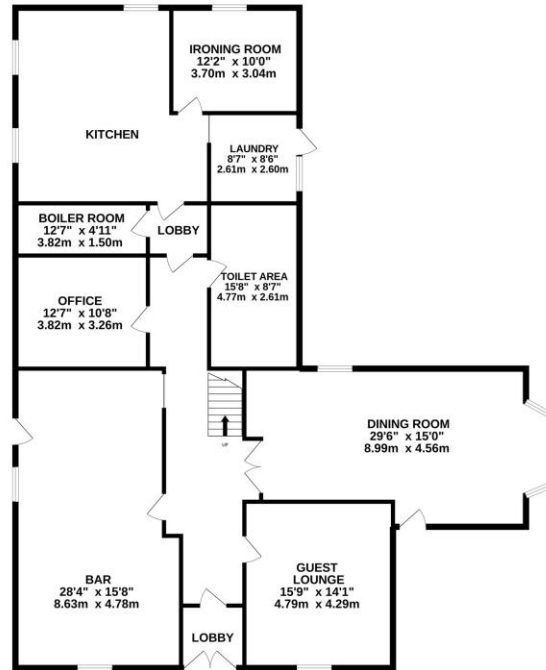 IRONING ROOM
12'2" x 10'0"
3.70m x 3.04m
KITCHEN
LAUNDRY
8'7" x 8'6"
2.61m x 2.60m
BOILER ROOM
12'7" x 4'11"
3.82m x 1.50m
LOBBY
TOILET AREA
15'8" x 8'7"
4.77m x 2.61m
OFFICE
12'7" x 10'8"
3.82m x 3.26m
UP
DINING ROOM
29'6" x 15'0"
8.99m x 4.56m
BAR
28'4" x 15'8"
8.63m x 4.78m
GUEST
LOUNGE
15'9" x 14'1"
4.79m x 4.29m
LOBBY